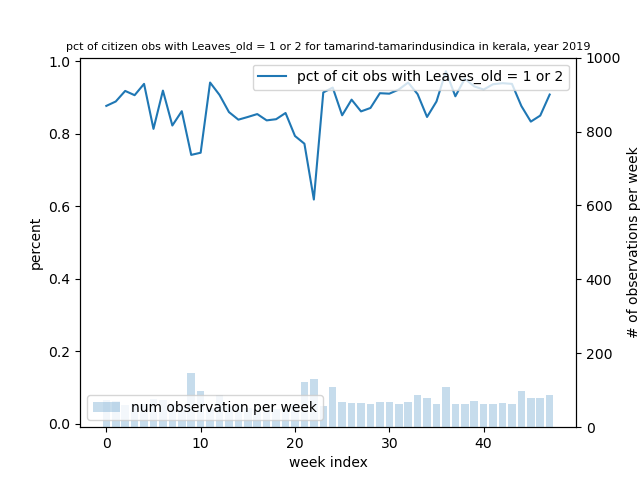 pct of citizen obs with Leaves_old = 1 or 2 for tamarind-tamarindusindica in kerala, year 2019
pct of cit obs with Leaves_old = 1 or 2
1.0
0.8
0.6
0.4
0.2
0.0
percent
1000
800
600
400
200
0
# of observations per week
num observation per week
0 10 20 30 40
week index